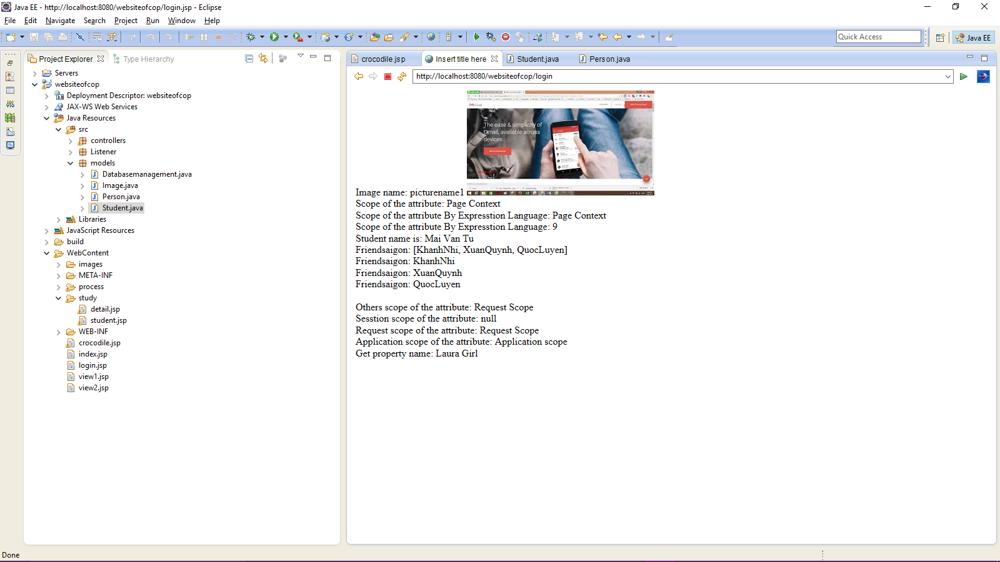 Java EE - http://localhost:8080/websiteofcop/login.jsp - Eclipse
File Edit Navigate Search Project Run Window Help
Quick Access
Java EE
Project Explorer
Type Hierarchy
Servers
websiteofcop
Deployment Descriptor: websiteofcop
JAX-WS Web Services
Java Resources
src
controllers
Listener
models
Databasemanagement.java
Image.java
Person.java
Student.java
Libraries
JavaScript Resources
build
WebContent
images
META-INF
process
study
detail.jsp
student.jsp
WEB-INF
crocodile.jsp
index.jsp
login.jsp
view1.jsp
view2.jsp
crocodile.jsp
Insert title here
Student.java
Person.java
http://localhost:8080/websiteofcop/login
Gmail
The ease & simplicity of
Gmail, available across
devices
Image name: picturename1
Scope of the attribute: Page Context
Scope of the attribute By Expresstion Language: Page Context
Scope of the attribute By Expresstion Language: 9
Student name is: Mai Van Tu
Friendsaigon: [KhanhNhi, XuanQuynh, QuocLuyen]
Friendsaigon: KhanhNhi
Friendsaigon: XuanQuynh
Friendsaigon: QuocLuyen
Others scope of the attribute: Request Scope
Sesstion scope of the attribute: null
Request scope of the attribute: Request Scope
Application scope of the attribute: Application scope
Get property name: Laura Girl
Done